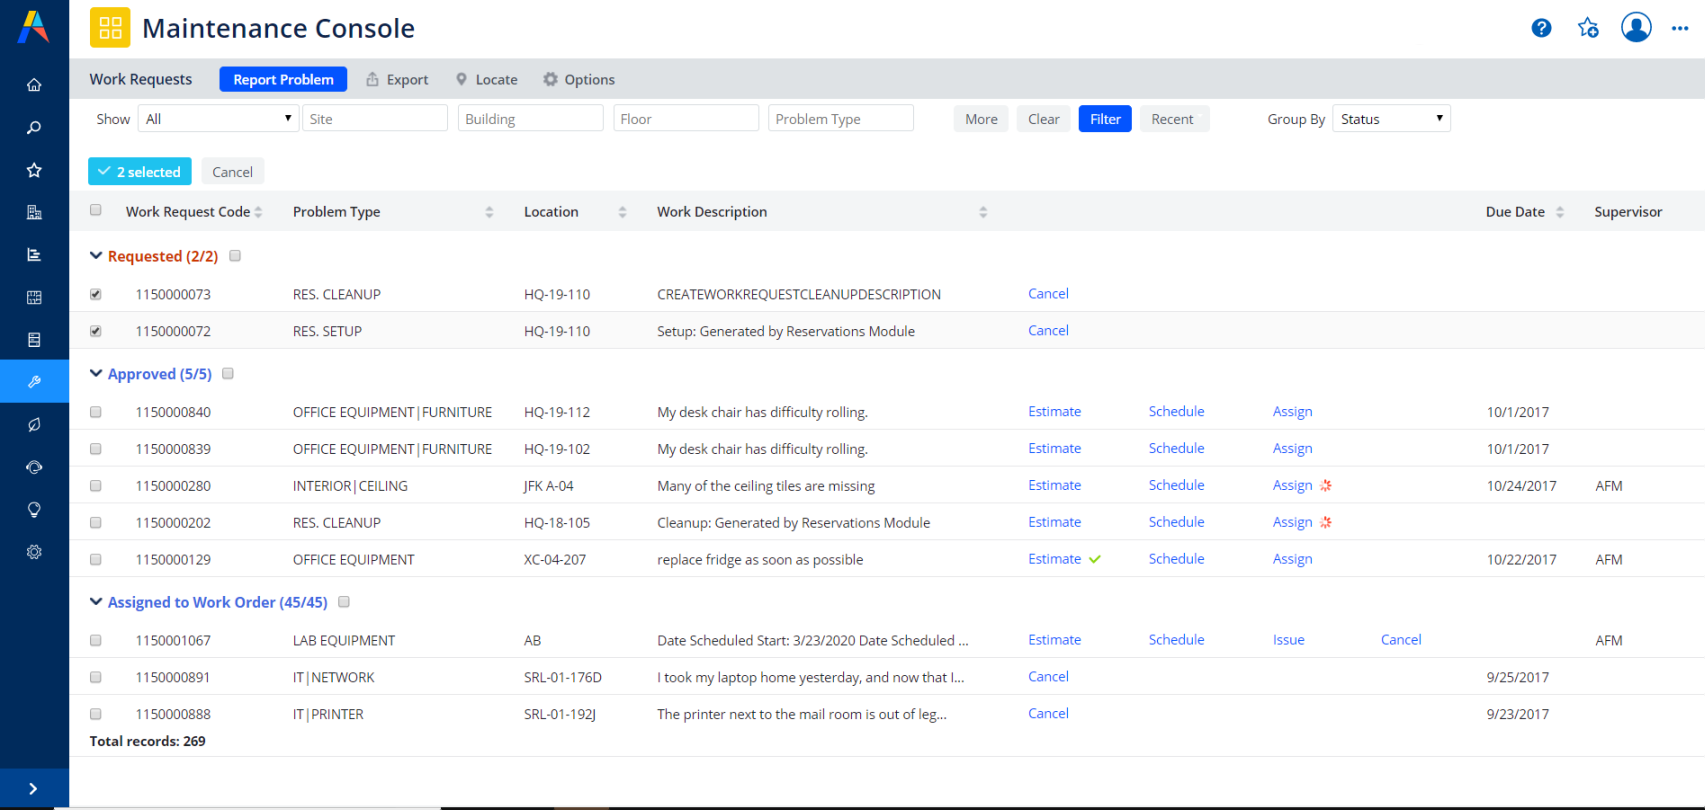 Maintenance Console
?
Work Requests Report Problem Export Locate Options
Show All Site Building Floor Problem Type More Clear Filter Recent Group By Status
2 selected Cancel
Work Request Code Problem Type Location Work Description Due Date Supervisor
Requested (2/2)
1150000073 RES. CLEANUP HQ-19-110 CREATEWORKREQUESTCLEANUPDESCRIPTION Cancel
1150000072 RES. SETUP HQ-19-110 Setup: Generated by Reservations Module Cancel
Approved (5/5)
1150000840 OFFICE EQUIPMENT|FURNITURE HQ-19-112 My desk chair has difficulty rolling. Estimate Schedule Assign 10/1/2017
1150000839 OFFICE EQUIPMENT|FURNITURE HQ-19-102 My desk chair has difficulty rolling. Estimate Schedule Assign 10/1/2017
1150000280 INTERIOR|CEILING JFK A-04 Many of the ceiling tiles are missing Estimate Schedule Assign 10/24/2017 AFM
1150000202 RES. CLEANUP HQ-18-105 Cleanup: Generated by Reservations Module Estimate Schedule Assign
1150000129 OFFICE EQUIPMENT XC-04-207 replace fridge as soon as possible Estimate Schedule Assign 10/22/2017 AFM
Assigned to Work Order (45/45)
1150001067 LAB EQUIPMENT AB Date Scheduled Start: 3/23/2020 Date Scheduled ... Estimate Schedule Issue Cancel AFM
1150000891 IT|NETWORK SRL-01-176D I took my laptop home yesterday, and now that I... Cancel 9/25/2017
1150000888 IT|PRINTER SRL-01-192J The printer next to the mail room is out of leg... Cancel 9/23/2017
Total records: 269